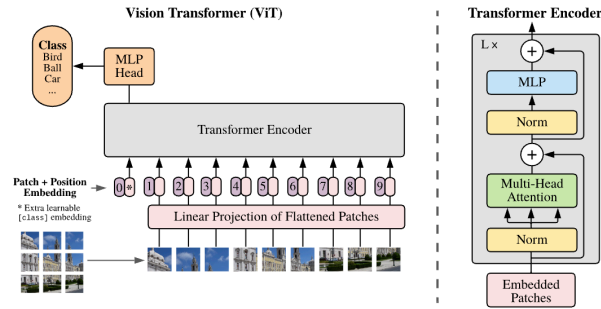 Vision Transformer (ViT)
Class
Bird
Ball
Car
...
MLP
Head
Transformer Encoder
Patch + Position
Embedding
0 * 1 2 3 4 5 6 7 8 9
* Extra learnable
[class] embedding
Linear Projection of Flattened Patches
Transformer Encoder
L ×
+
MLP
Norm
+
Multi-Head
Attention
Norm
Embedded
Patches